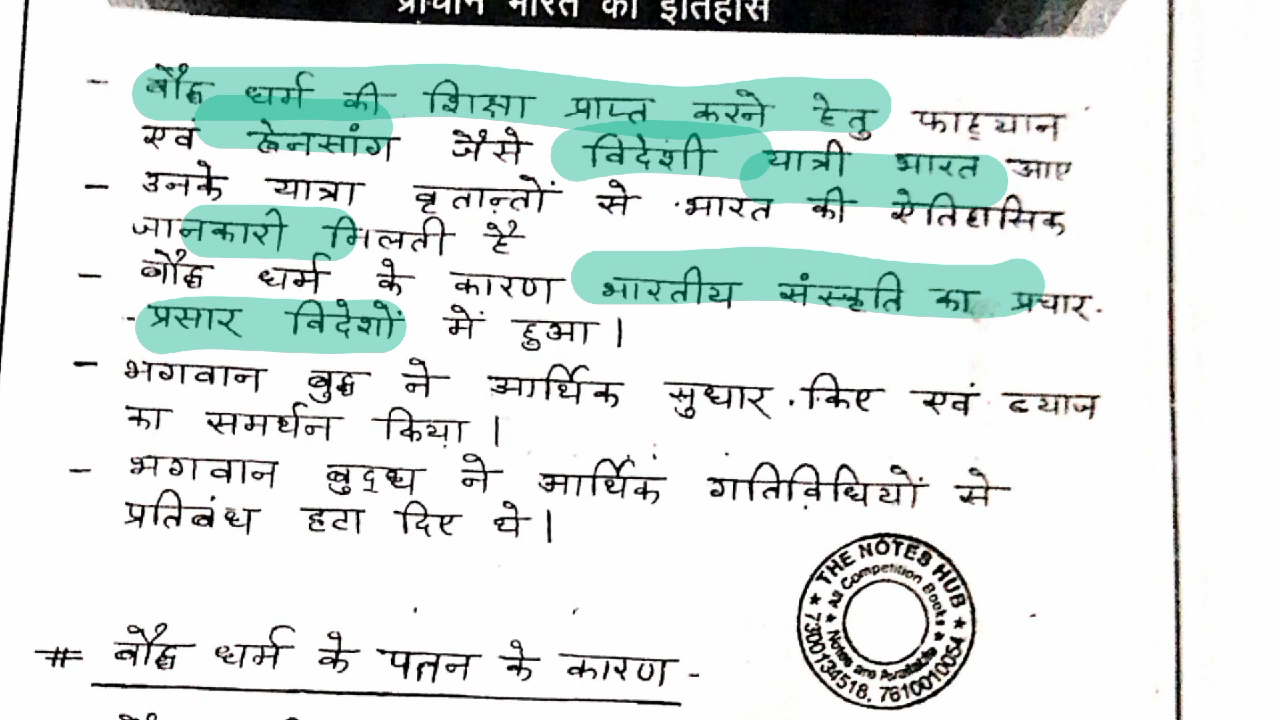 प्राचीन भारत का इतिहास
- बौद्ध धर्म की शिक्षा प्राप्त करने हेतु फाह्यान
एवं ह्वेनसांग जैसे विदेशी यात्री भारत आए
- उनके यात्रा वृतान्तों से भारत की ऐतिहासिक
जानकारी मिलती है
- बौद्ध धर्म के कारण भारतीय संस्कृति का प्रचार-
- प्रसार विदेशों में हुआ।
- भगवान बुद्ध ने आर्थिक सुधार किए एवं ब्याज
का समर्थन किया।
- भगवान बुद्ध ने आर्थिक गतिविधियों से
प्रतिबंध हटा दिए थे।
# बौद्ध धर्म के पतन के कारण -
★ THE NOTES HUB ★
All Competition Books
★ Notes are Available ★
7300134518, 7610010054